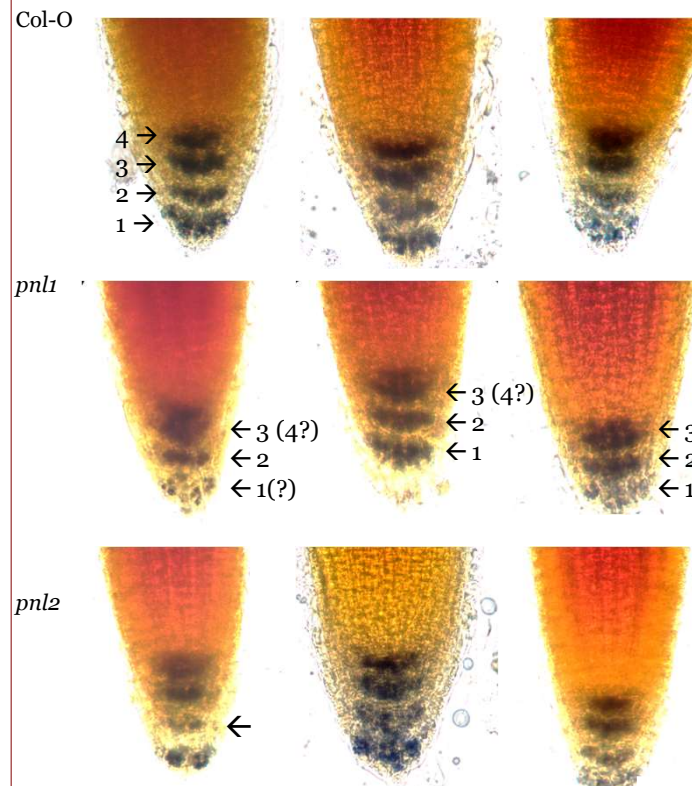 Col-O
4 →
3 →
2 →
1 →
pnl1
← 3 (4?)
← 2
← 1(?)
← 3 (4?)
← 2
← 1
← 3
← 2
← 1
pnl2
←